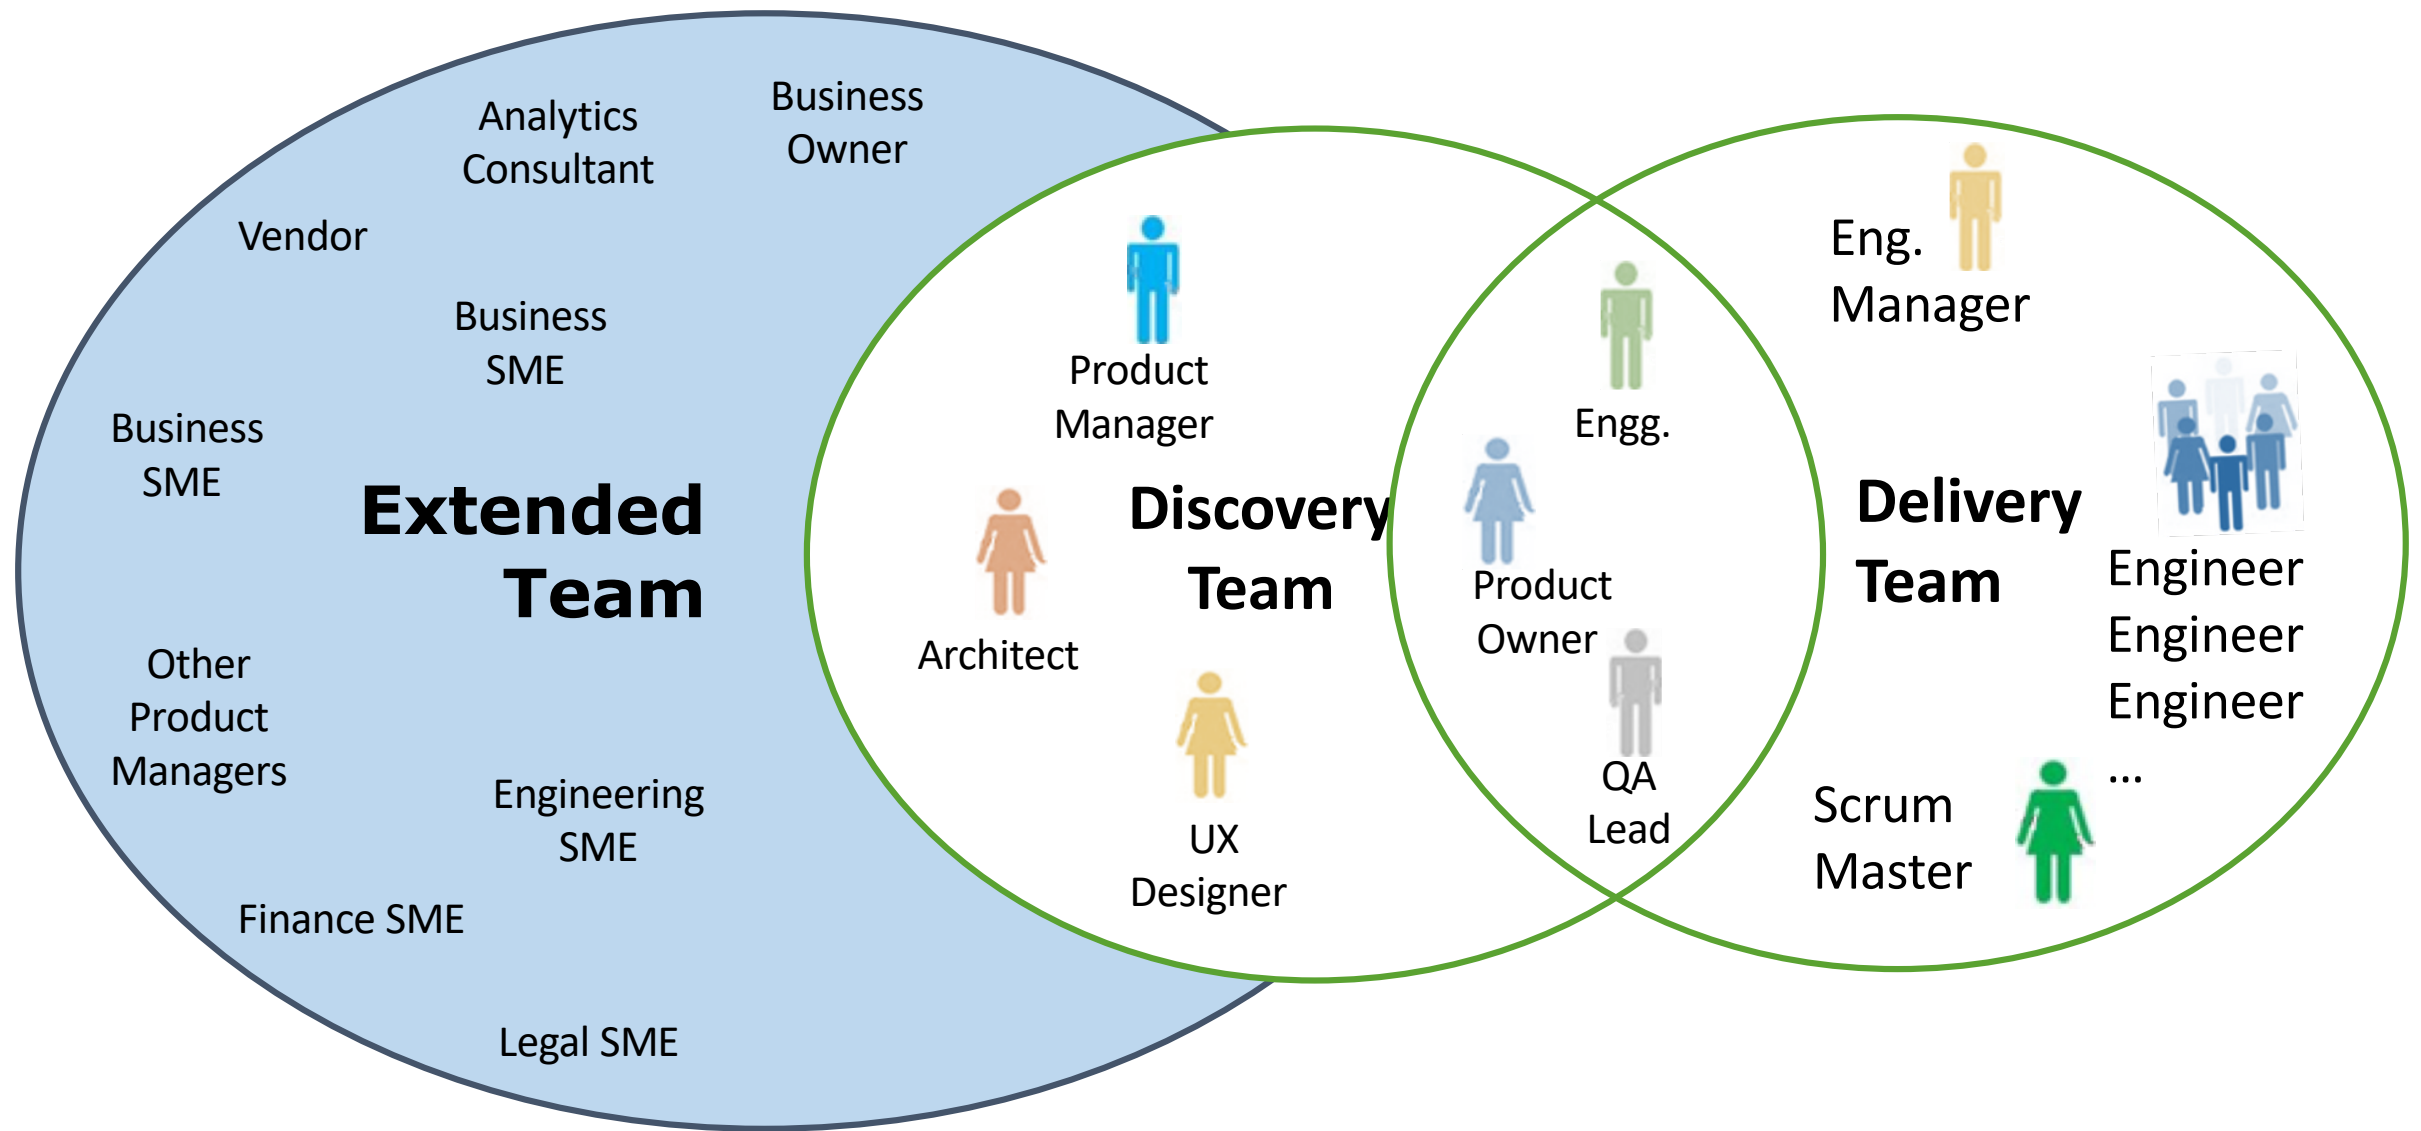 Analytics
Consultant
Business
Owner
Vendor
Business
SME
Business
SME
Extended
Team
Other
Product
Managers
Engineering
SME
Finance SME
Legal SME
Product
Manager
Discovery
Team
Architect
UX
Designer
Engg.
Product
Owner
QA
Lead
Eng.
Manager
Delivery
Team
Engineer
Engineer
Engineer
...
Scrum
Master